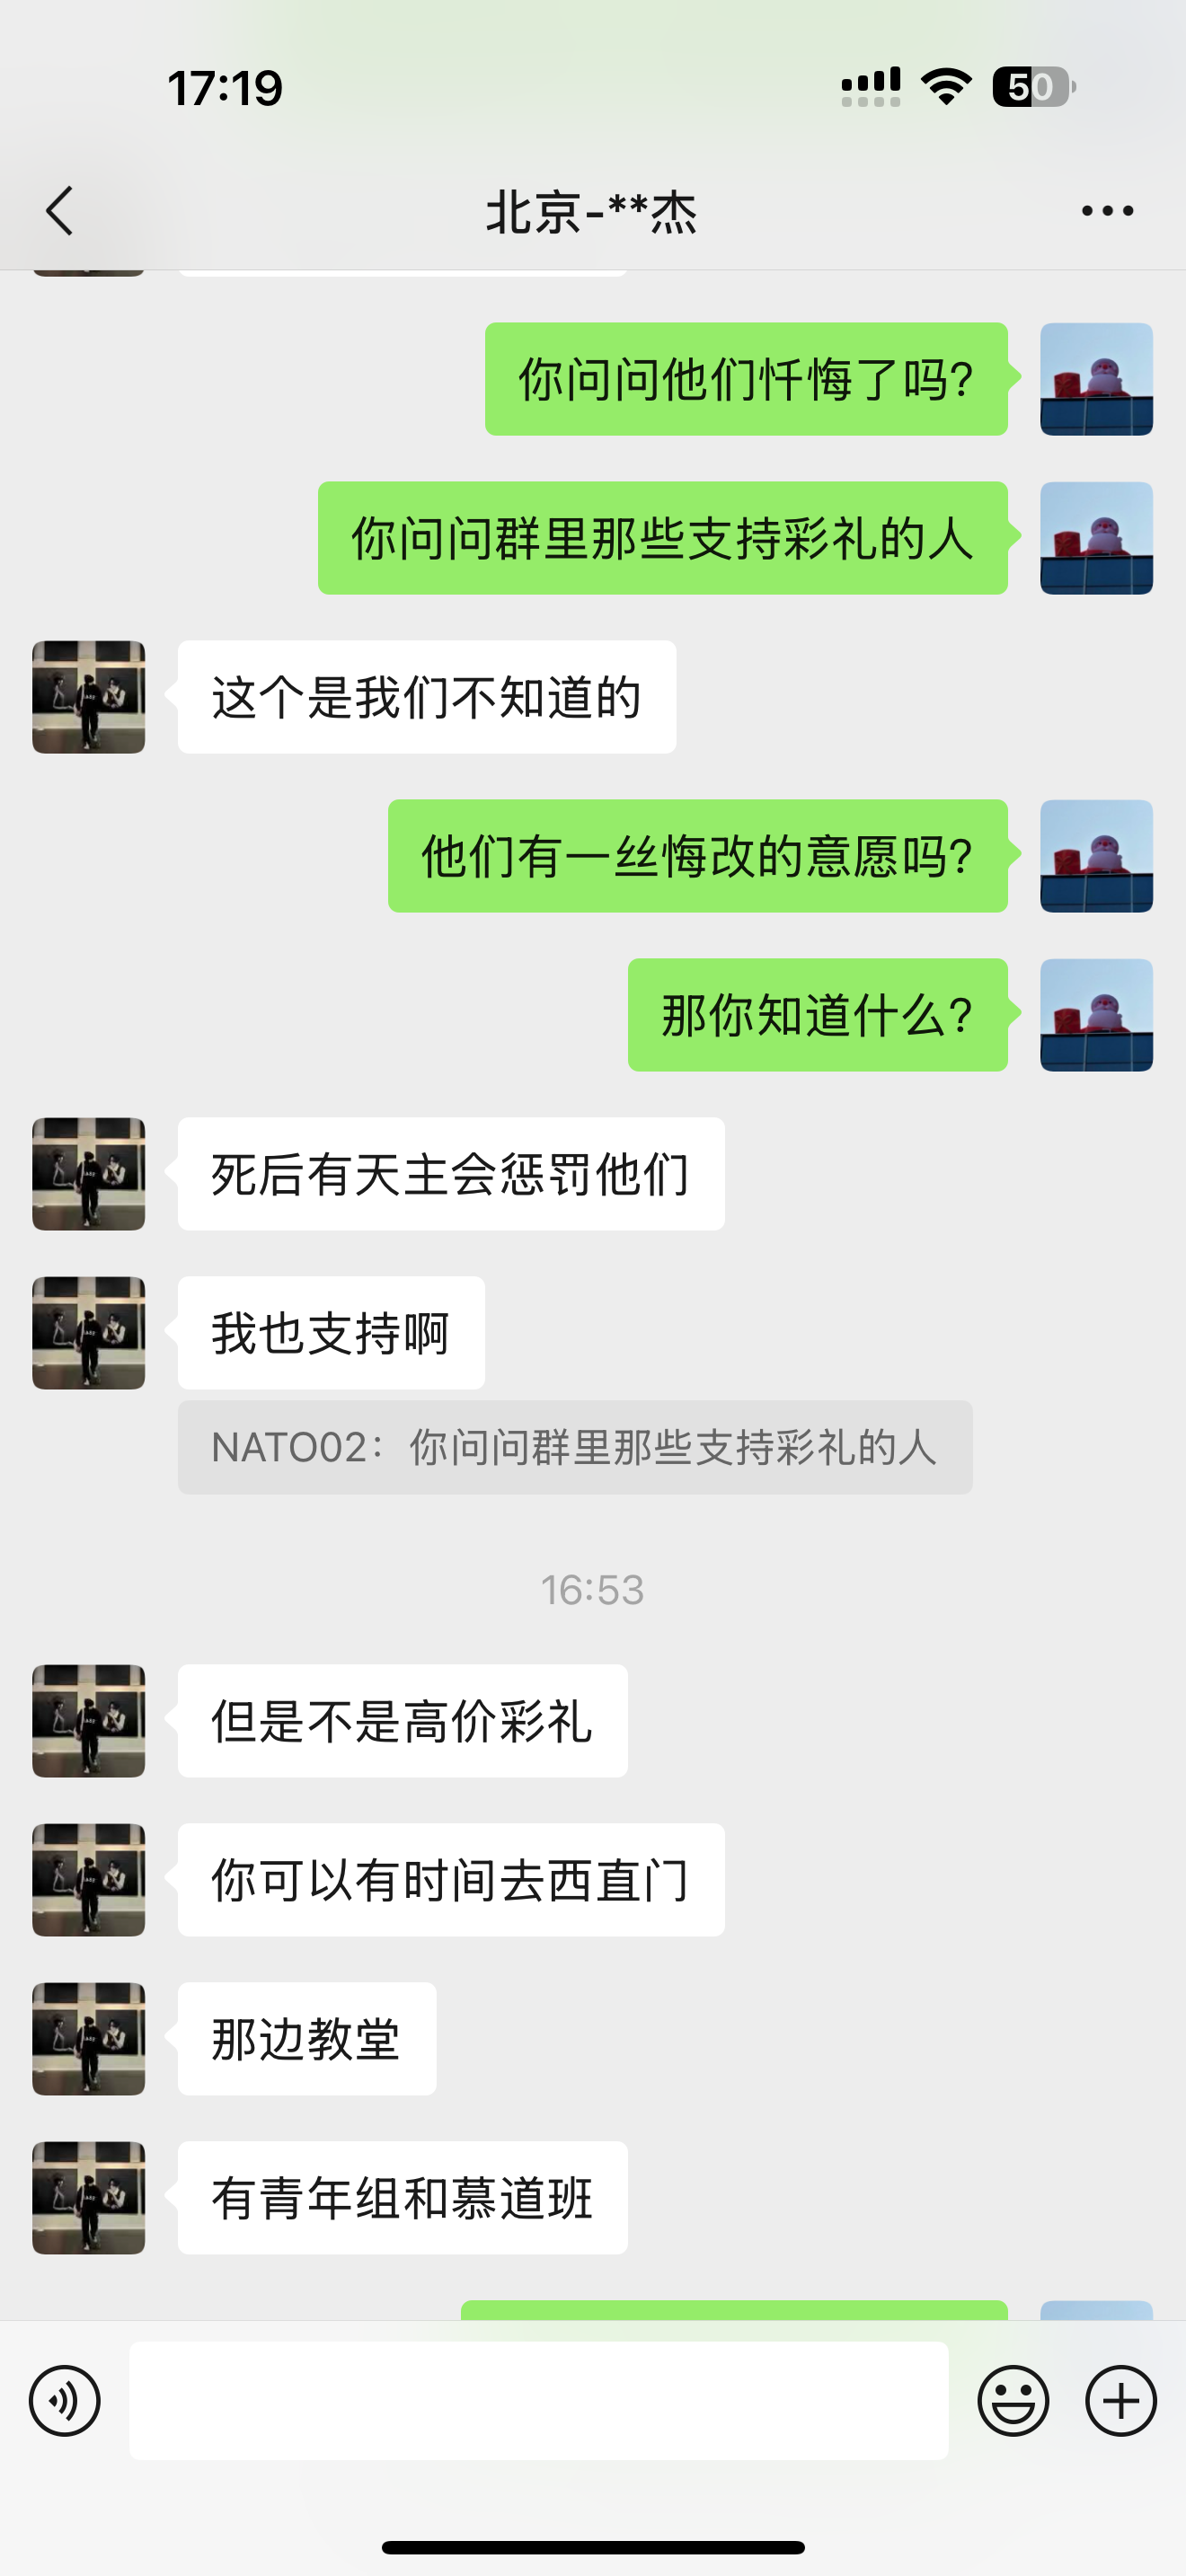 17:19
50
北京-**杰
你问问他们忏悔了吗?
你问问群里那些支持彩礼的人
这个是我们不知道的
他们有一丝悔改的意愿吗?
那你知道什么?
死后有天主会惩罚他们
我也支持啊
NATO02：你问问群里那些支持彩礼的人
16:53
但是不是高价彩礼
你可以有时间去西直门
那边教堂
有青年组和慕道班